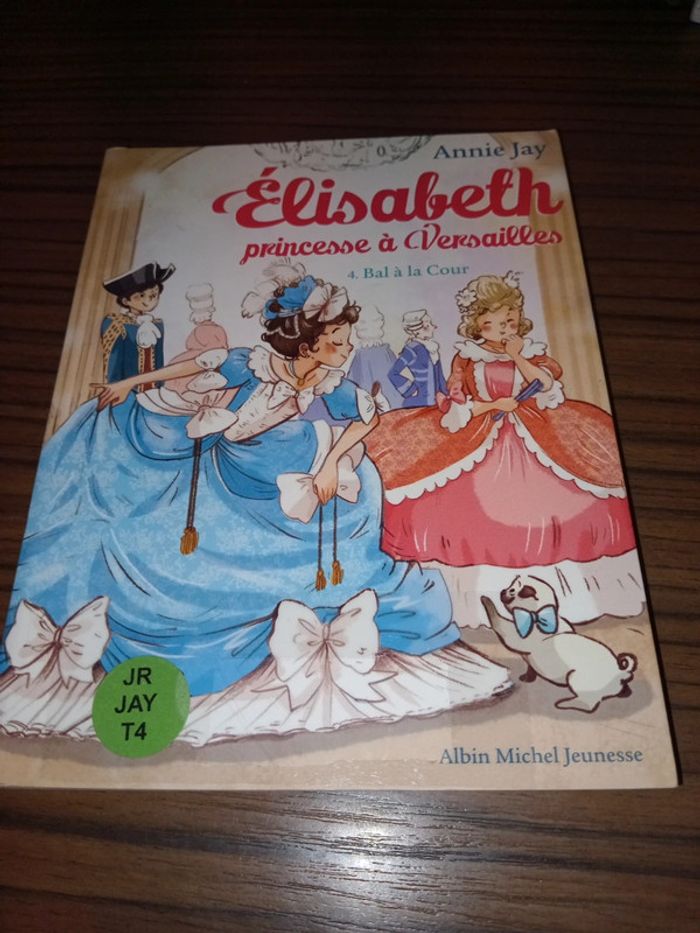 Annie Jay
Élisabeth
princesse à Versailles
4. Bal à la Cour
JR
JAY
T4
Albin Michel Jeunesse